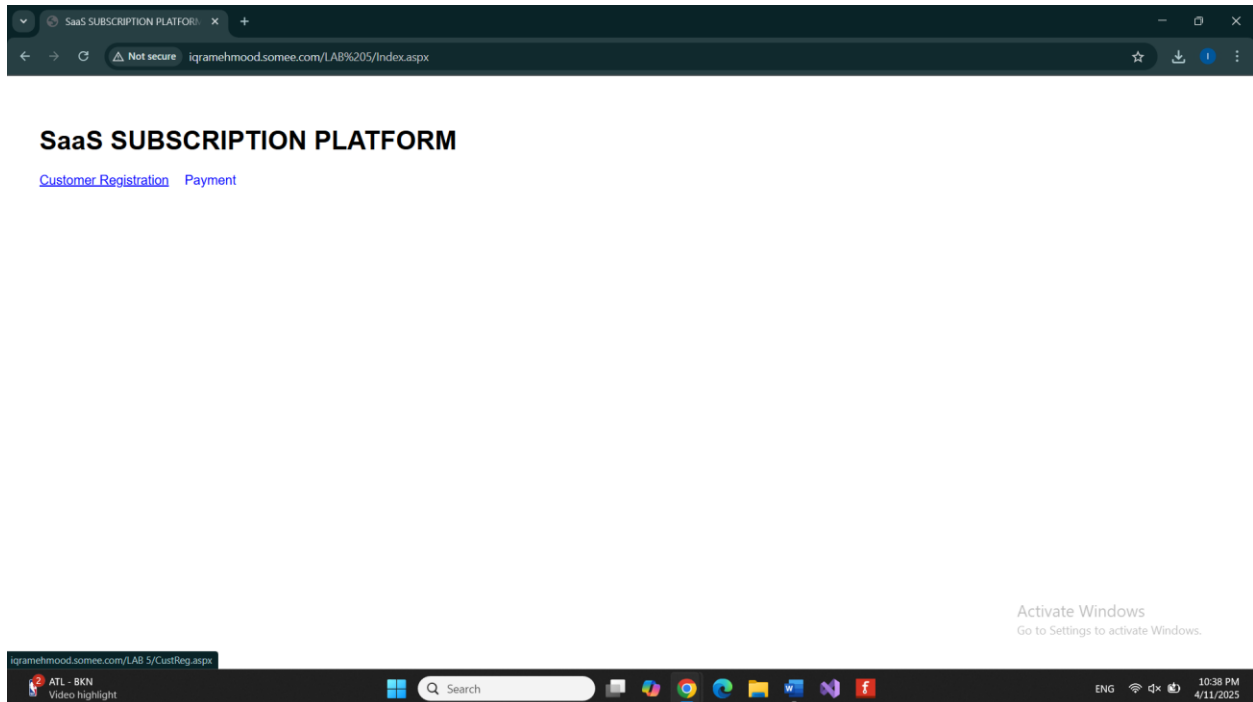 SaaS SUBSCRIPTION PLATFORM
Not secure iqramehmood.somee.com/LAB%205/Index.aspx
SaaS SUBSCRIPTION PLATFORM
Customer Registration Payment
Activate Windows
Go to Settings to activate Windows.
iqramehmood.somee.com/LAB 5/CustReg.aspx
2 ATL - BKN
Video highlight
Search
ENG
10:38 PM
4/11/2025